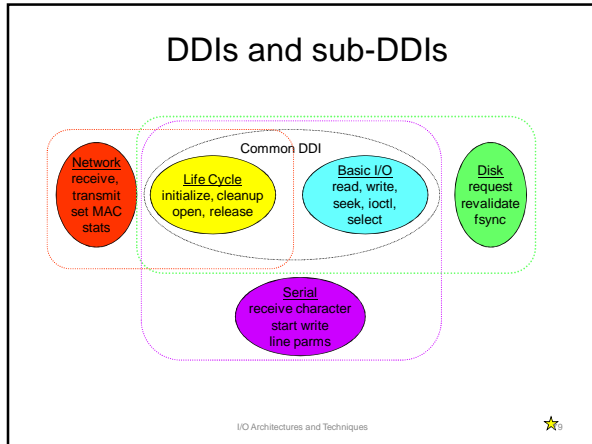 DDIs and sub-DDIs
Common DDI
Network
receive,
transmit
set MAC
stats
Life Cycle
initialize, cleanup
open, release
Basic I/O
read, write,
seek, ioctl,
select
Disk
request
revalidate
fsync
Serial
receive character
start write
line parms
I/O Architectures and Techniques